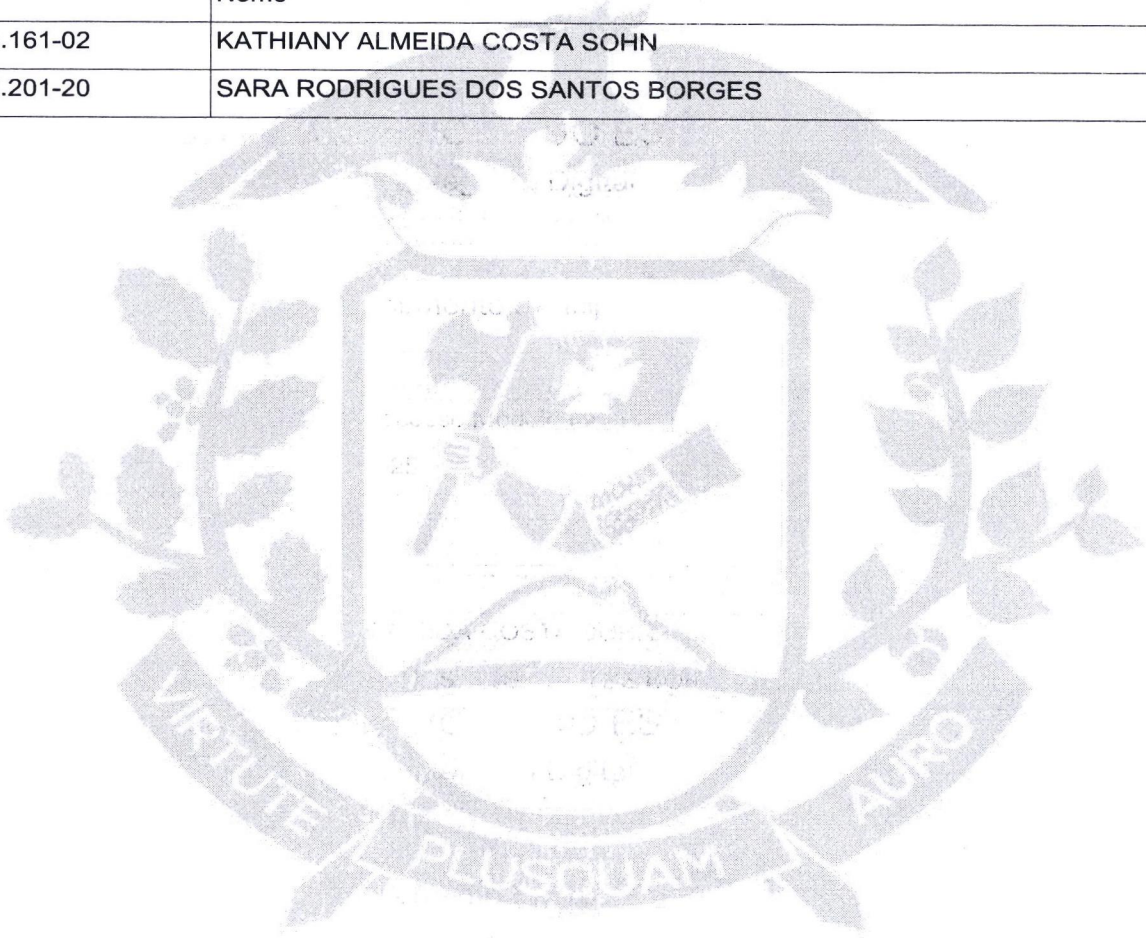 Nome
.161-02 KATHIANY ALMEIDA COSTA SOHN
.201-20 SARA RODRIGUES DOS SANTOS BORGES
VIRTUTE PLUSQUAM AURO